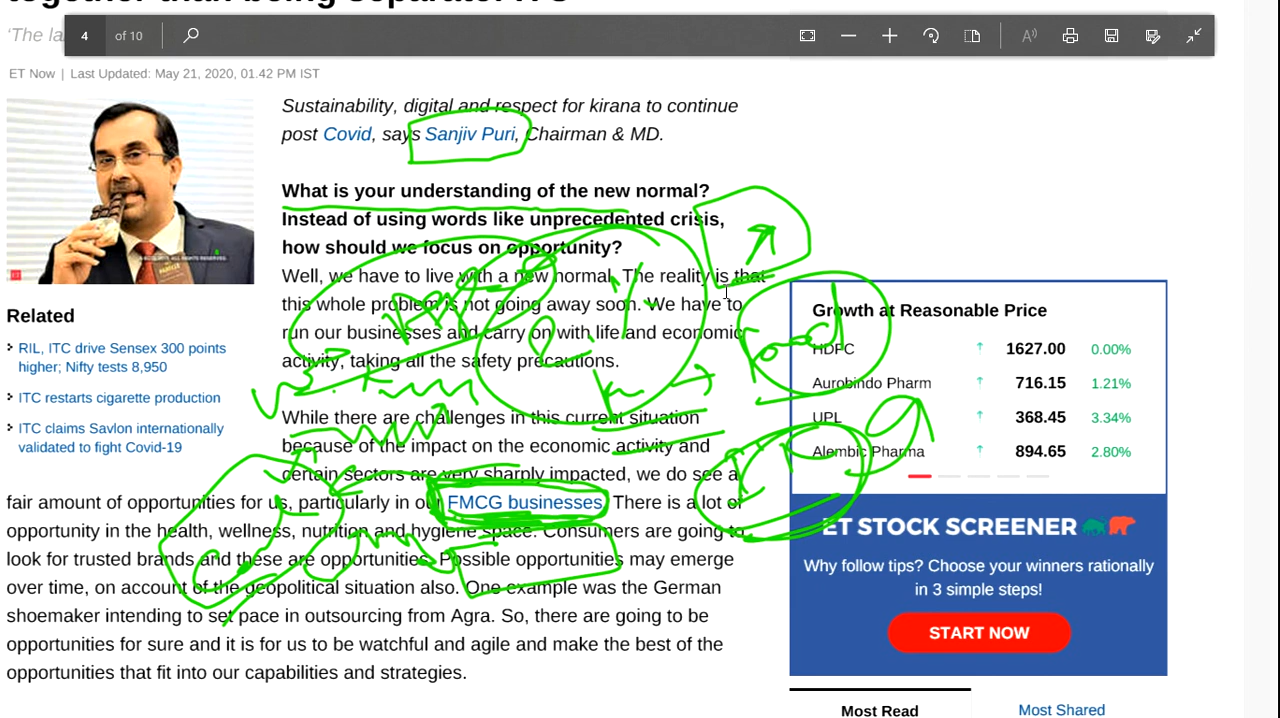 together than being separate: ITC
'The la
4 of 10
ET Now | Last Updated: May 21, 2020, 01.42 PM IST
Sustainability, digital and respect for kirana to continue
post Covid, says Sanjiv Puri, Chairman & MD.
What is your understanding of the new normal?
Instead of using words like unprecedented crisis,
how should we focus on opportunity?
Well, we have to live with a new normal. The reality is that
this whole problem is not going away soon. We have to
run our businesses and carry on with life and economic
activity, taking all the safety precautions.
While there are challenges in this current situation
because of the impact on the economic activity and
certain sectors are very sharply impacted, we do see a
fair amount of opportunities for us, particularly in our FMCG businesses. There is a lot of
opportunity in the health, wellness, nutrition and hygiene space. Consumers are going to
look for trusted brands and these are opportunities. Possible opportunities may emerge
over time, on account of the geopolitical situation also. One example was the German
shoemaker intending to set pace in outsourcing from Agra. So, there are going to be
opportunities for sure and it is for us to be watchful and agile and make the best of the
opportunities that fit into our capabilities and strategies.
Related
RIL, ITC drive Sensex 300 points
higher; Nifty tests 8,950
ITC restarts cigarette production
ITC claims Savlon internationally
validated to fight Covid-19
Growth at Reasonable Price
HDFC 1627.00 0.00%
Aurobindo Pharm 716.15 1.21%
UPL 368.45 3.34%
Alembic Pharma 894.65 2.80%
ET STOCK SCREENER
Why follow tips? Choose your winners rationally
in 3 simple steps!
START NOW
Most Read Most Shared